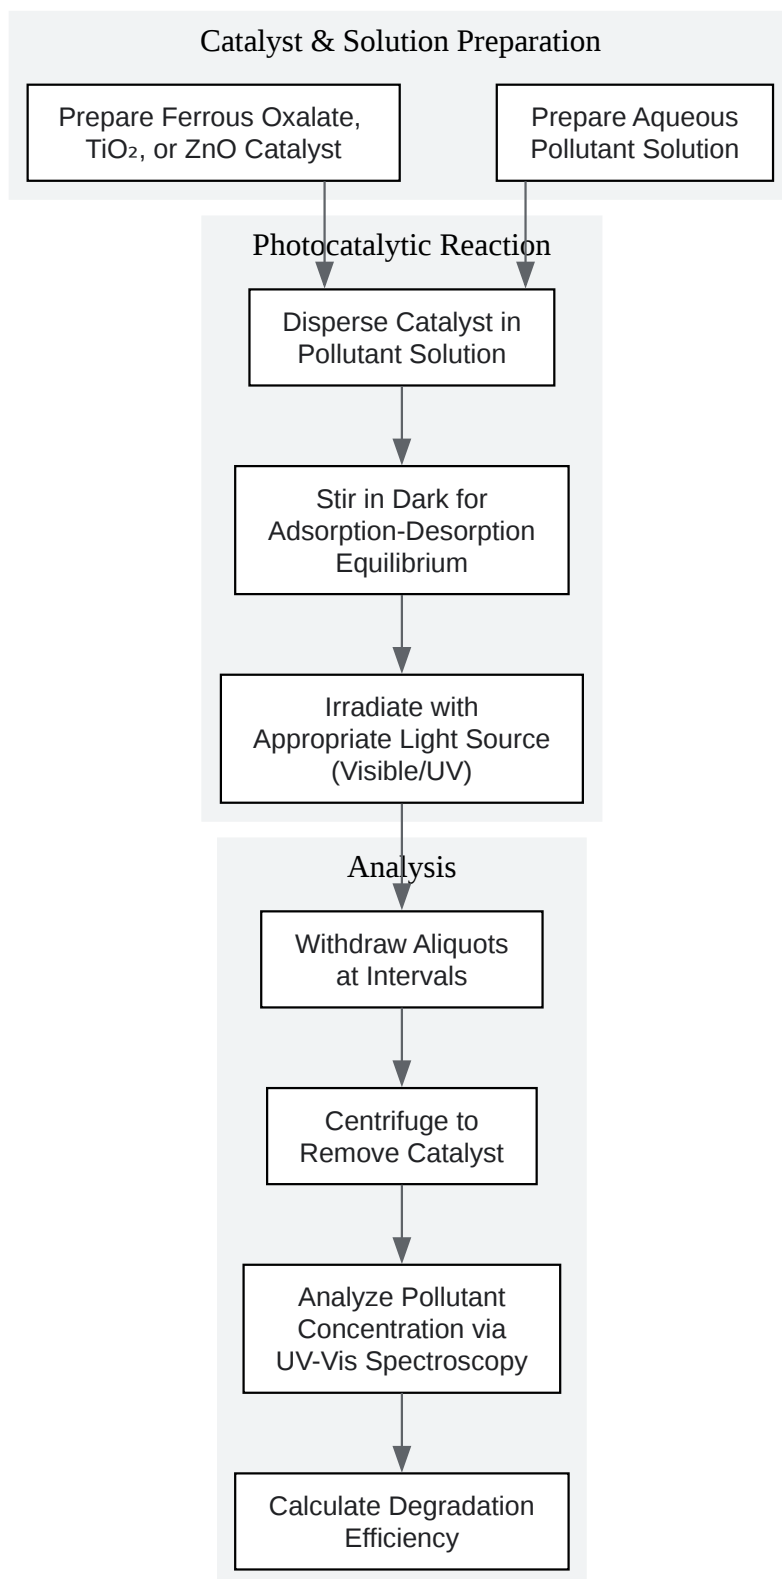 Catalyst & Solution Preparation
Prepare Ferrous Oxalate,
TiO₂, or ZnO Catalyst
Prepare Aqueous
Pollutant Solution
Photocatalytic Reaction
Disperse Catalyst in
Pollutant Solution
Stir in Dark for
Adsorption-Desorption
Equilibrium
Irradiate with
Appropriate Light Source
(Visible/UV)
Analysis
Withdraw Aliquots
at Intervals
Centrifuge to
Remove Catalyst
Analyze Pollutant
Concentration via
UV-Vis Spectroscopy
Calculate Degradation
Efficiency